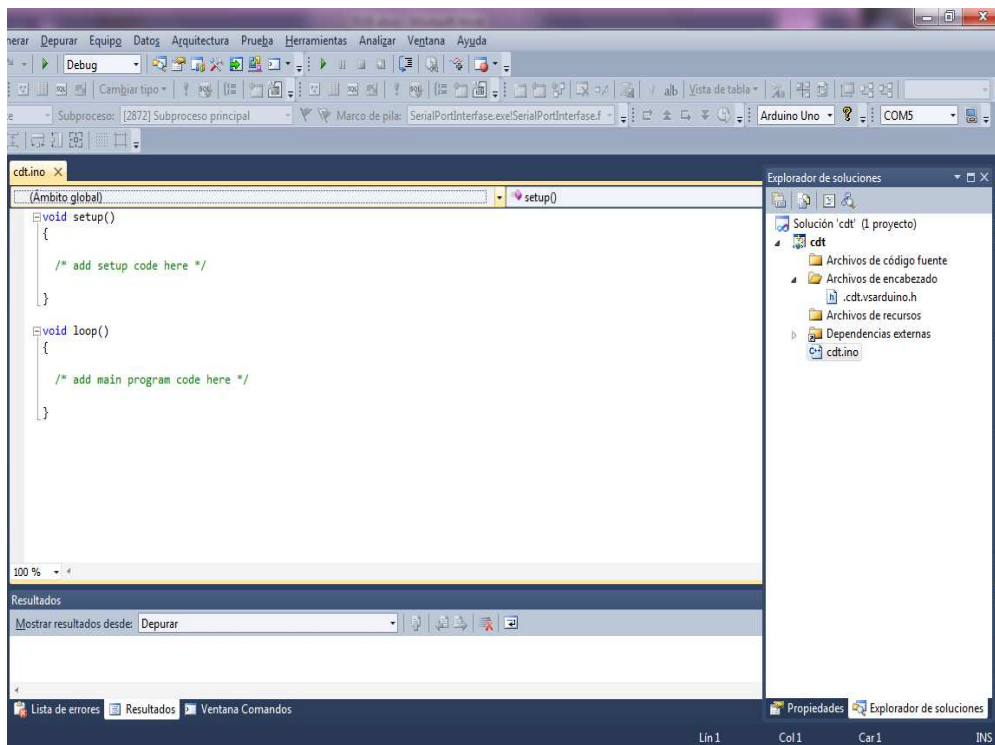 nerar Depurar Equipo Datos Arquitectura Prueba Herramientas Analizar Ventana Ayuda
Debug
Cambiar tipo ab Vista de tabla
Subproceso: [2872] Subproceso principal Marco de pila: SerialPortInterfase.exe!SerialPortInterfase.f Arduino Uno COM5
cdt.ino
(Ámbito global) setup()
void setup()
{
/* add setup code here */
}
void loop()
{
/* add main program code here */
}
100 %
Explorador de soluciones
Solución 'cdt' (1 proyecto)
cdt
Archivos de código fuente
Archivos de encabezado
.cdt.vsarduino.h
Archivos de recursos
Dependencias externas
cdt.ino
Resultados
Mostrar resultados desde: Depurar
Lista de errores Resultados Ventana Comandos
Propiedades Explorador de soluciones
Lín 1 Col 1 Car 1 INS